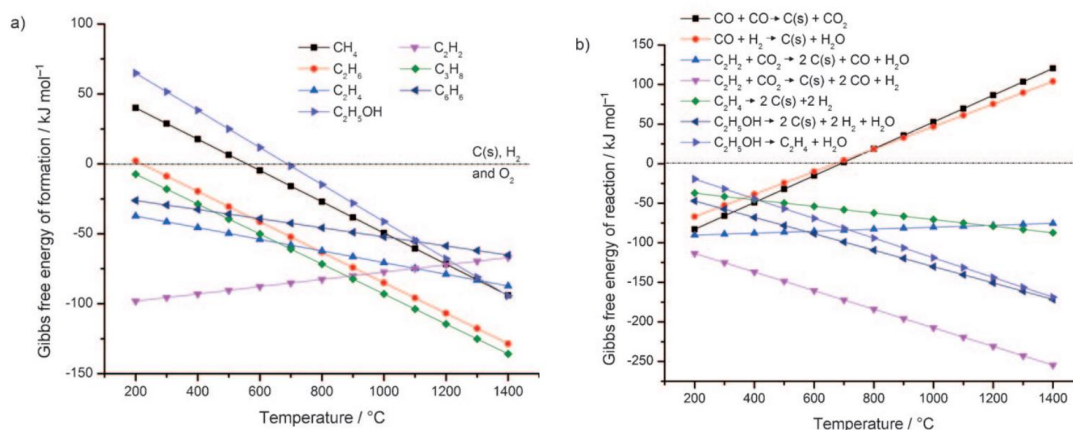 a)
100
50
0
-50
-100
-150
Gibbs free energy of formation / kJ mol⁻¹
CH₄
C₂H₆
C₂H₄
C₂H₅OH
C₂H₂
C₃H₈
C₆H₆
C(s), H₂
and O₂
200 400 600 800 1000 1200 1400
Temperature / °C
b)
CO + CO → C(s) + CO₂
CO + H₂ → C(s) + H₂O
C₂H₂ + CO₂ → 2 C(s) + CO + H₂O
C₂H₂ + CO₂ → C(s) + 2 CO + H₂
C₂H₄ → 2 C(s) +2 H₂
C₂H₅OH → 2 C(s) + 2 H₂ + H₂O
C₂H₅OH → C₂H₄ + H₂O
150
125
100
50
0
-50
-100
-150
-200
-250
Gibbs free energy of reaction / kJ mol⁻¹
200 400 600 800 1000 1200 1400
Temperature / °C